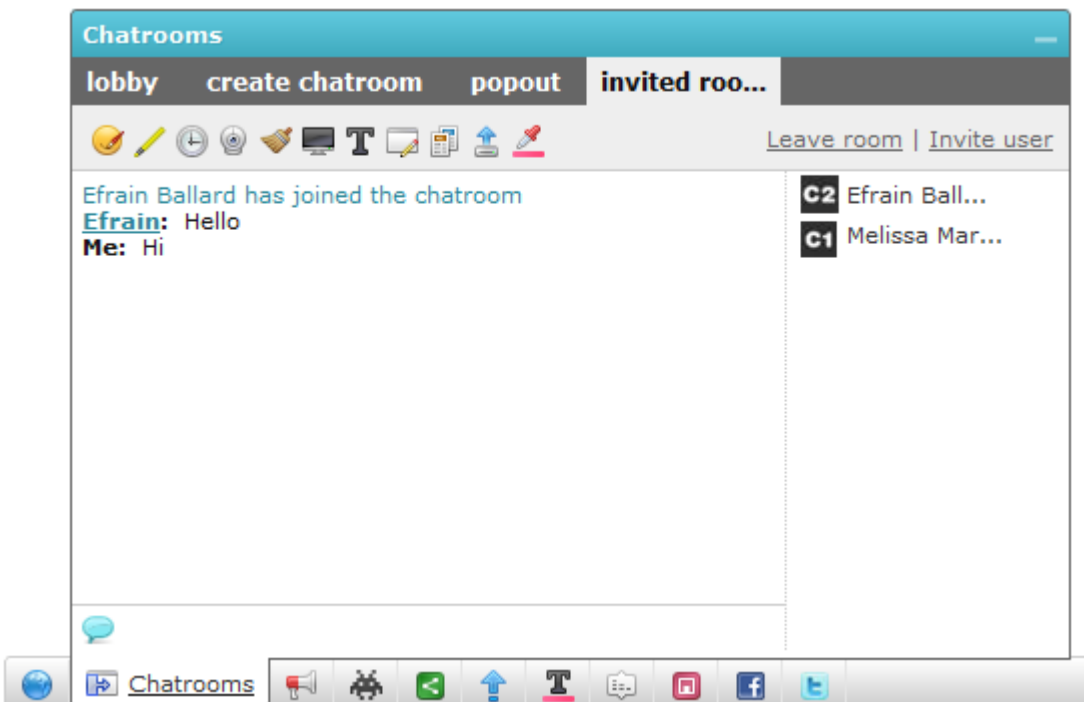 Chatrooms
lobby create chatroom popout invited roo...
T Leave room | Invite user
Efrain Ballard has joined the chatroom
Efrain: Hello
Me: Hi
C2 Efrain Ball...
C1 Melissa Mar...
Chatrooms T f t